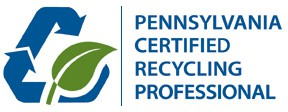 PENNSYLVANIA
CERTIFIED
RECYCLING
PROFESSIONAL